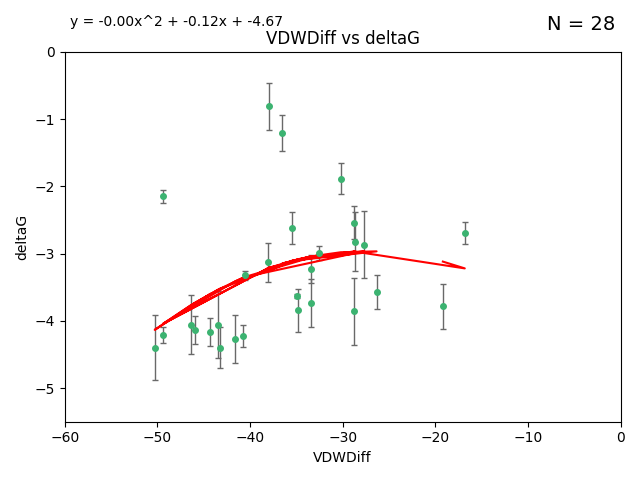 y = -0.00x^2 + -0.12x + -4.67
N = 28
VDWDiff vs deltaG
deltaG
0
−1
−2
−3
−4
−5
−60
−50
−40
−30
−20
−10
0
VDWDiff